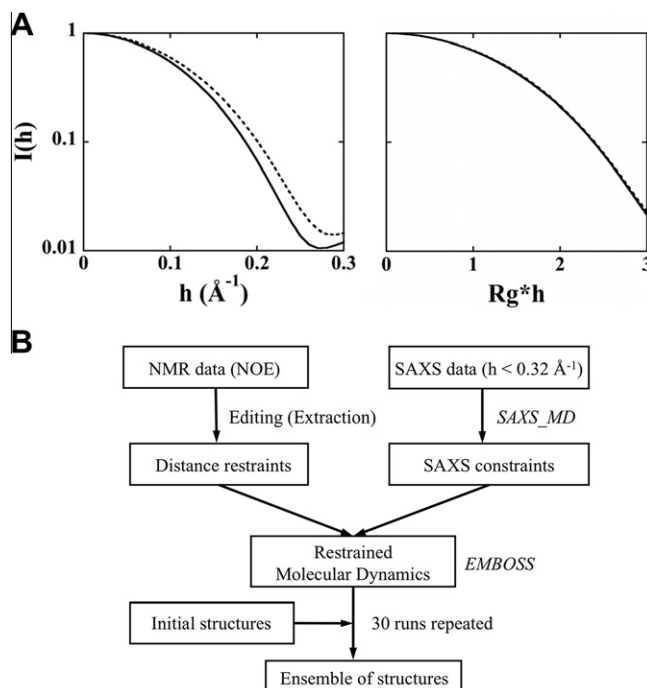 A
1
0.1
0.01
I(h)
0
0.1
0.2
0.3
h (Å⁻¹)
0
1
2
3
Rg*h
B
NMR data (NOE)
SAXS data (h < 0.32 Å⁻¹)
Editing (Extraction)
SAXS_MD
Distance restraints
SAXS constraints
Restrained
Molecular Dynamics
EMBOSS
Initial structures
30 runs repeated
Ensemble of structures